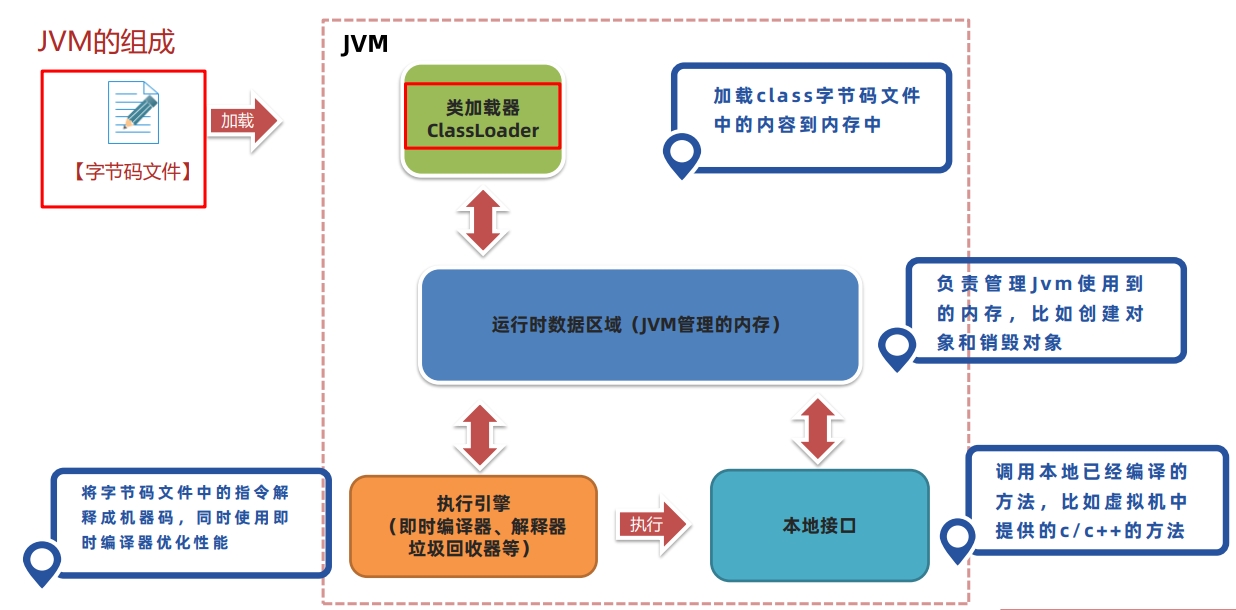 JVM的组成
【字节码文件】
加载
JVM
类加载器
ClassLoader
加载class字节码文件
中的内容到内存中
运行时数据区域（JVM管理的内存）
负责管理Jvm使用到
的内存，比如创建对
象和销毁对象
将字节码文件中的指令解
释成机器码，同时使用即
时编译器优化性能
执行引擎
（即时编译器、解释器
垃圾回收器等）
执行
本地接口
调用本地已经编译的
方法，比如虚拟机中
提供的c/c++的方法